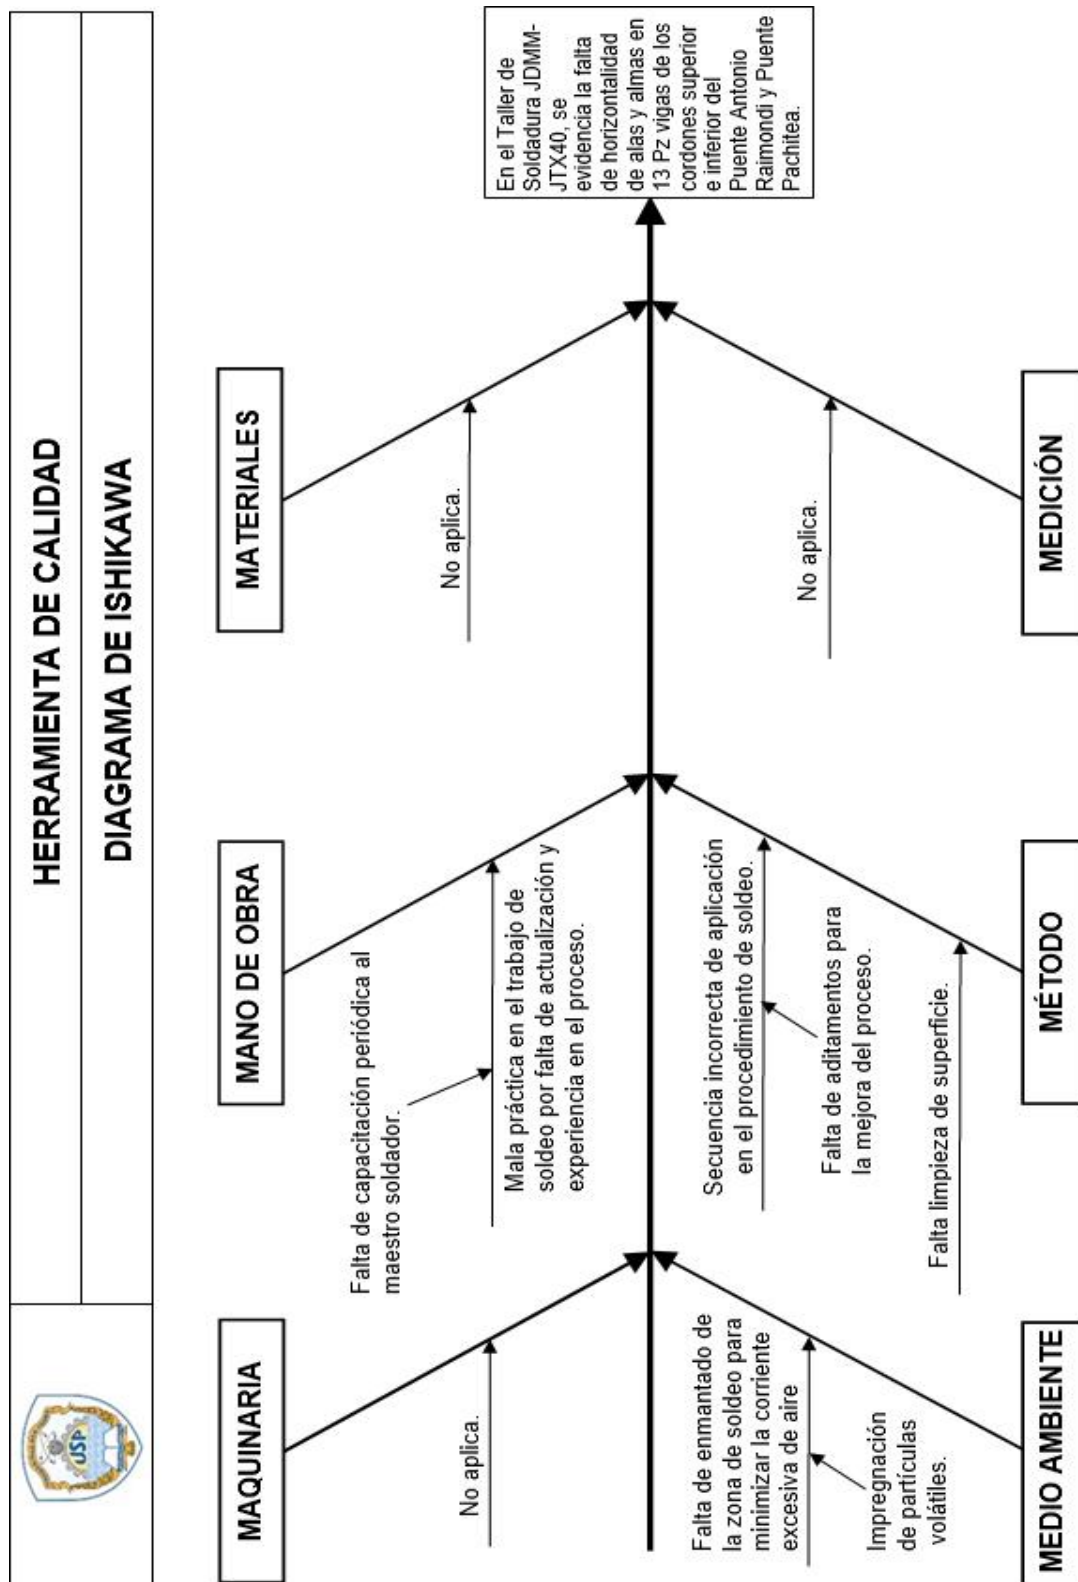 USP
HERRAMIENTA DE CALIDAD
DIAGRAMA DE ISHIKAWA
MAQUINARIA
MANO DE OBRA
MATERIALES
No aplica.
Falta de capacitación periódica al
maestro soldador.
Mala práctica en el trabajo de
soldeo por falta de actualización y
experiencia en el proceso.
No aplica.
En el Taller de
Soldadura JDMM-
JTX40, se
evidencia la falta
de horizontalidad
de alas y almas en
13 Pz vigas de los
cordones superior
e inferior del
Puente Antonio
Raimondi y Puente
Pachitea.
Falta de enmantado de
la zona de soldeo para
minimizar la corriente
excesiva de aire
Impregnación
de partículas
volátiles.
Secuencia incorrecta de aplicación
en el procedimiento de soldeo.
Falta de aditamentos para
la mejora del proceso.
Falta limpieza de superficie.
No aplica.
MEDIO AMBIENTE
MÉTODO
MEDICIÓN